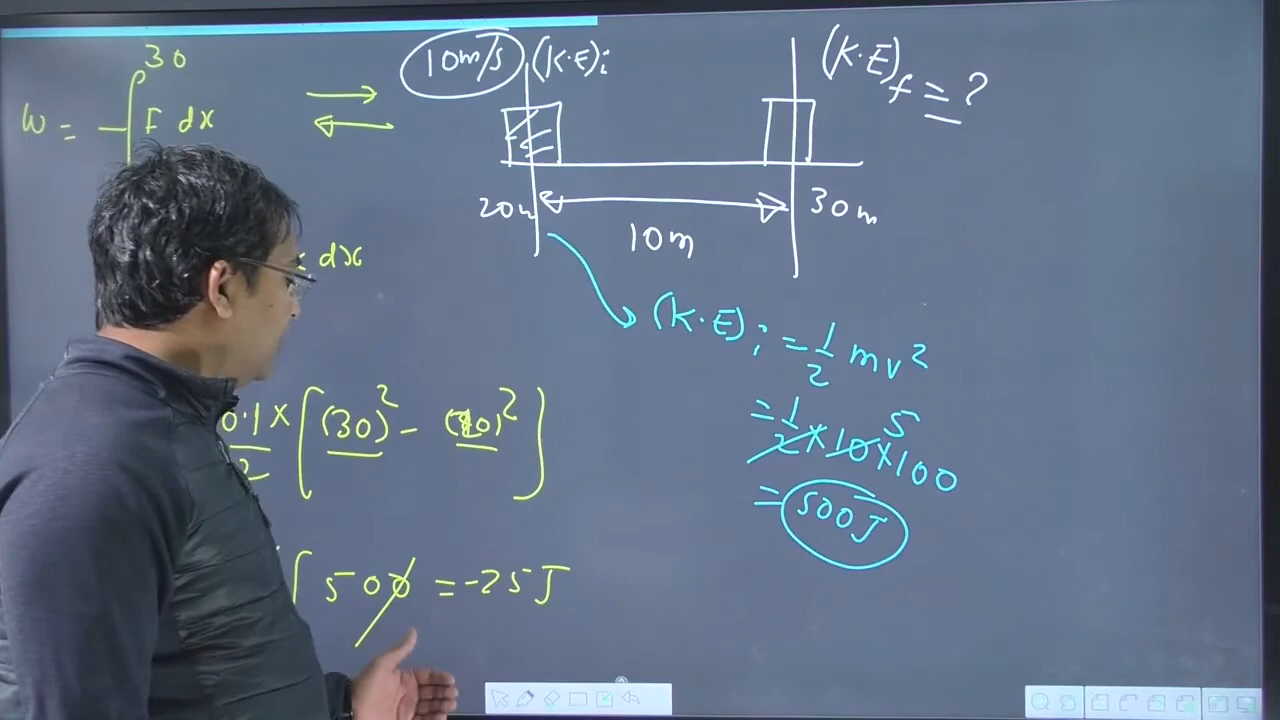 30
W = - ∫ F dx
x dx
0.1/2 × [(30)² - (20)²]
[500 = -25J
10m/s (K·E)i
(K·E)f = ?
20m
10m
30m
(K·E)i = 1/2 mv²
= 1/2 × 10 × 100
5
= 500J